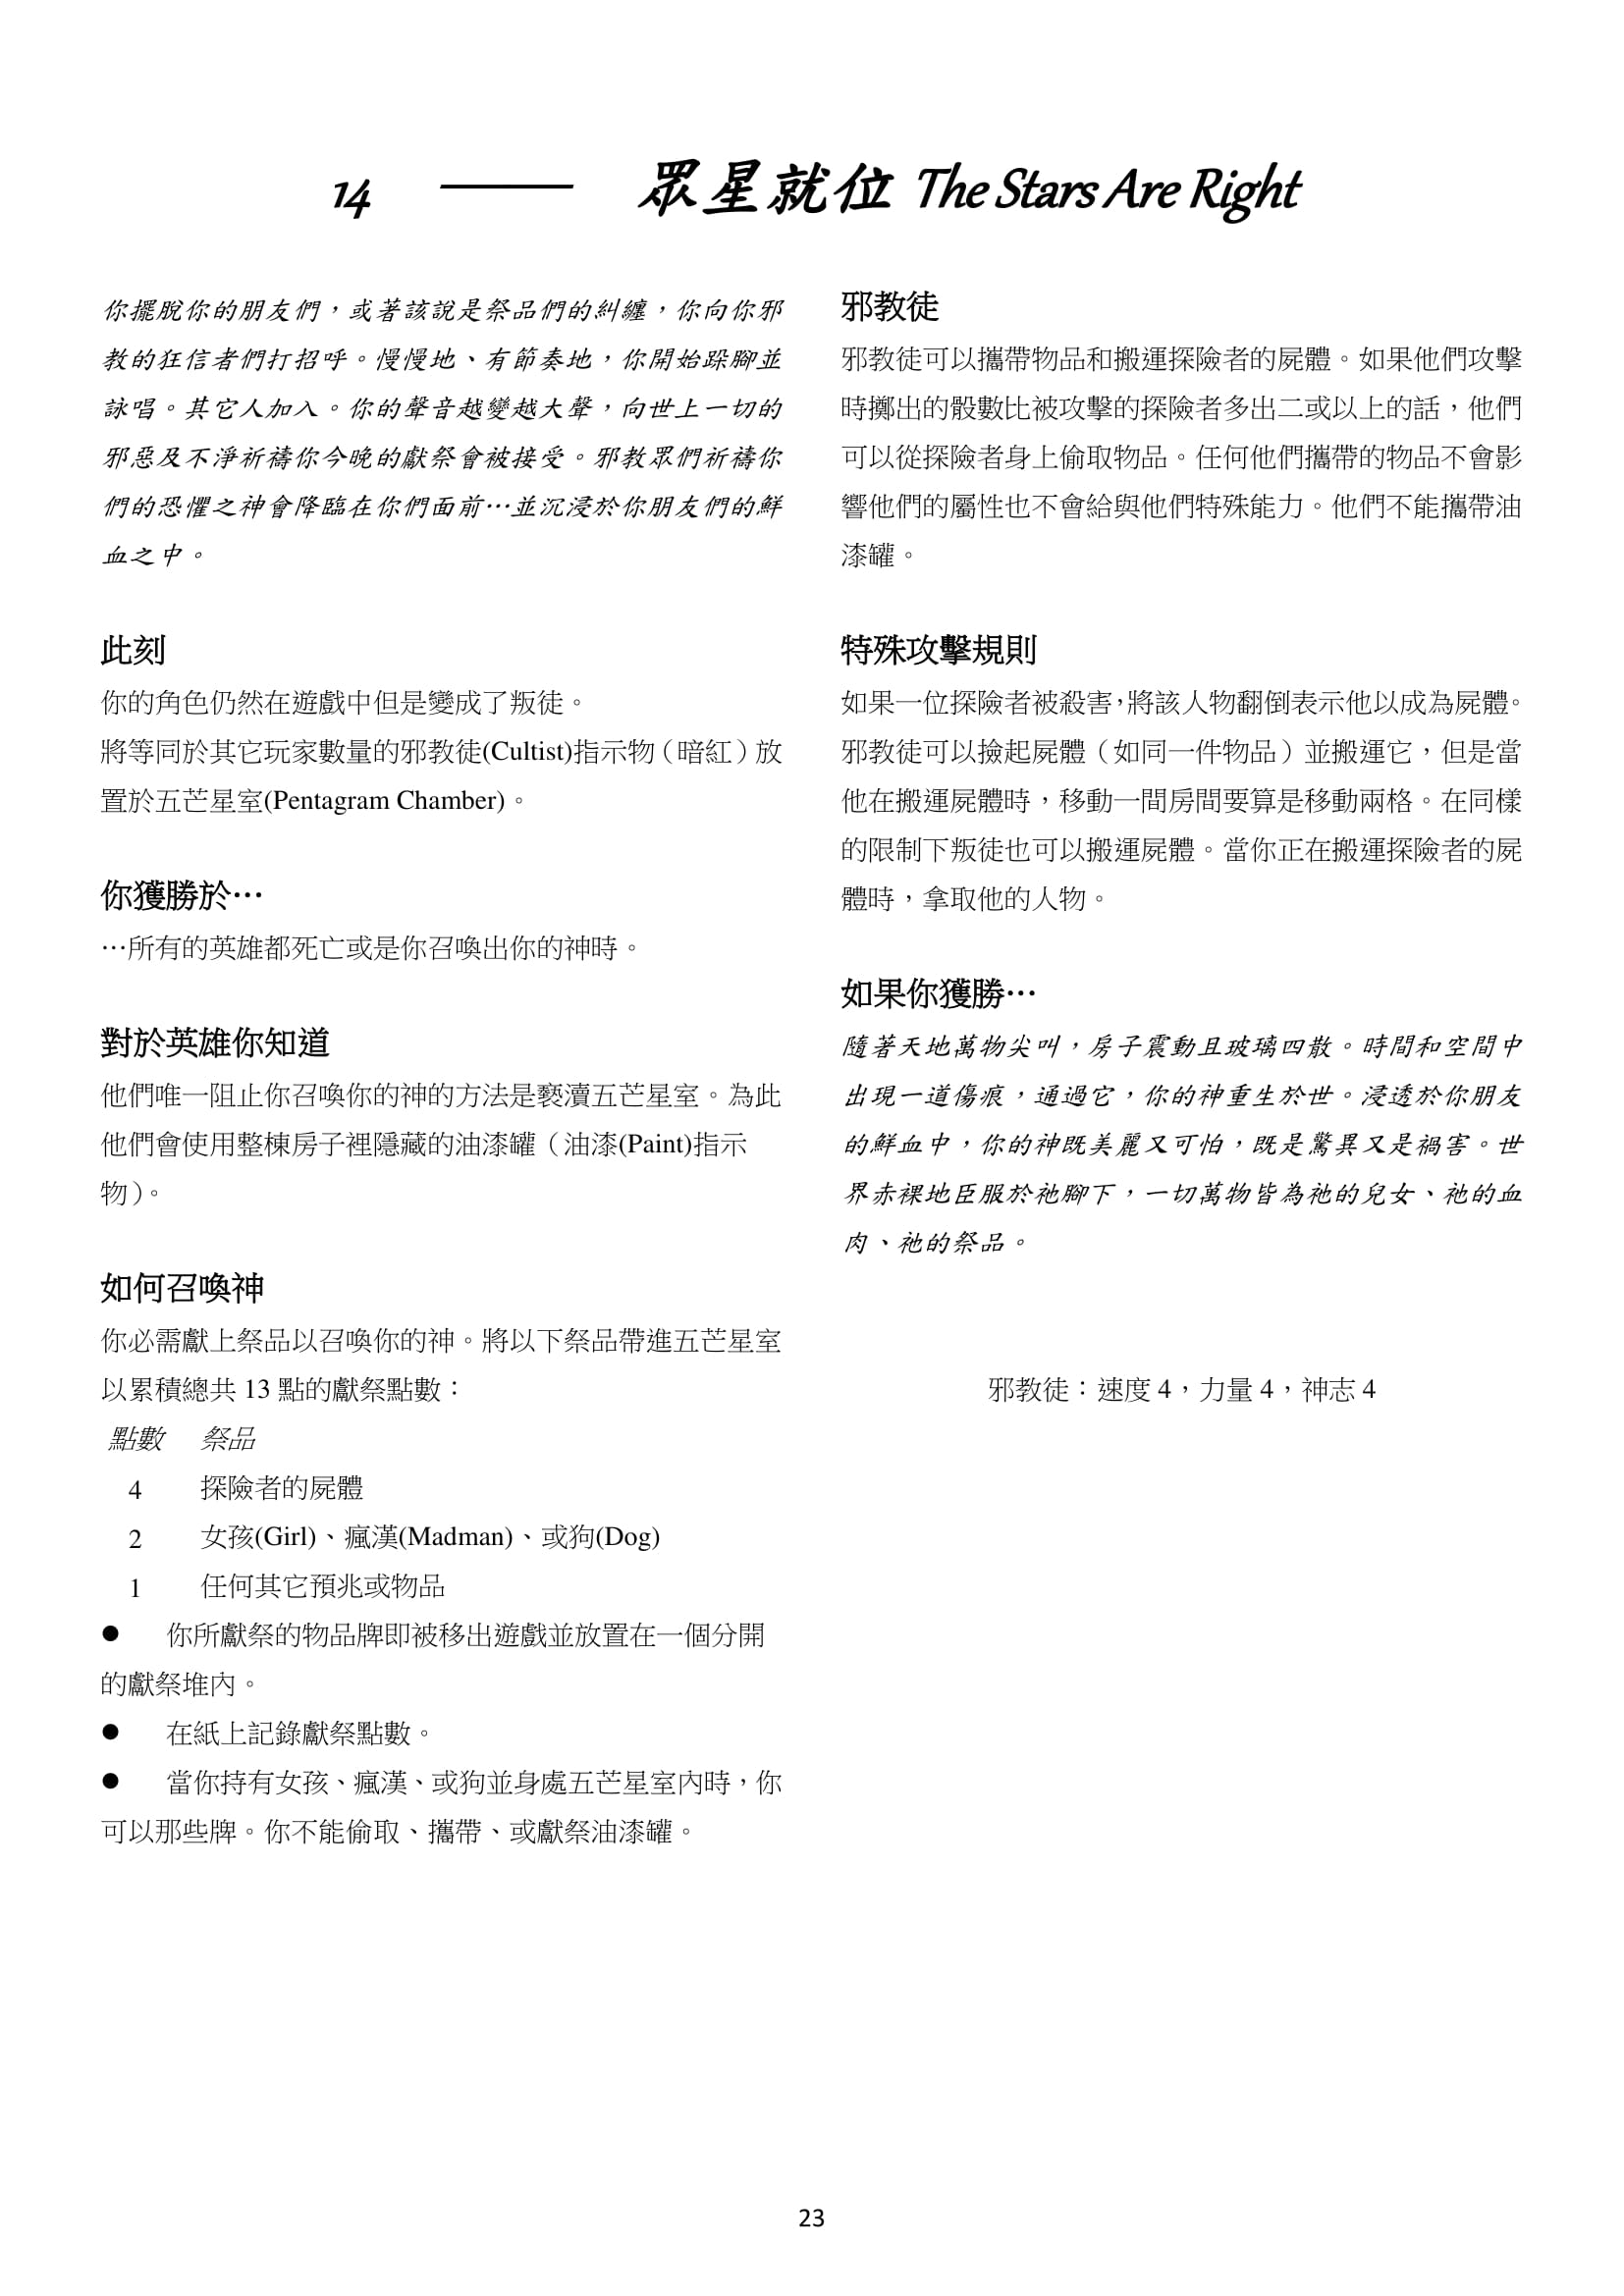 14 —— 眾星就位 The Stars Are Right
你擺脫你的朋友們，或著該說是祭品們的糾纏，你向你邪
教的狂信者們打招呼。慢慢地、有節奏地，你開始跺腳並
詠唱。其它人加入。你的聲音越變越大聲，向世上一切的
邪惡及不淨祈禱你今晚的獻祭會被接受。邪教眾們祈禱你
們的恐懼之神會降臨在你們面前…並沉浸於你朋友們的鮮
血之中。
此刻
你的角色仍然在遊戲中但是變成了叛徒。
將等同於其它玩家數量的邪教徒(Cultist)指示物（暗紅）放
置於五芒星室(Pentagram Chamber)。
你獲勝於…
…所有的英雄都死亡或是你召喚出你的神時。
對於英雄你知道
他們唯一阻止你召喚你的神的方法是褻瀆五芒星室。為此
他們會使用整棟房子裡隱藏的油漆罐（油漆(Paint)指示
物）。
如何召喚神
你必需獻上祭品以召喚你的神。將以下祭品帶進五芒星室
以累積總共 13 點的獻祭點數：
點數 祭品
4 探險者的屍體
2 女孩(Girl)、瘋漢(Madman)、或狗(Dog)
1 任何其它預兆或物品
● 你所獻祭的物品牌即被移出遊戲並放置在一個分開
的獻祭堆內。
● 在紙上記錄獻祭點數。
● 當你持有女孩、瘋漢、或狗並身處五芒星室內時，你
可以那些牌。你不能偷取、攜帶、或獻祭油漆罐。
邪教徒
邪教徒可以攜帶物品和搬運探險者的屍體。如果他們攻擊
時擲出的骰數比被攻擊的探險者多出二或以上的話，他們
可以從探險者身上偷取物品。任何他們攜帶的物品不會影
響他們的屬性也不會給與他們特殊能力。他們不能攜帶油
漆罐。
特殊攻擊規則
如果一位探險者被殺害，將該人物翻倒表示他以成為屍體。
邪教徒可以撿起屍體（如同一件物品）並搬運它，但是當
他在搬運屍體時，移動一間房間要算是移動兩格。在同樣
的限制下叛徒也可以搬運屍體。當你正在搬運探險者的屍
體時，拿取他的人物。
如果你獲勝…
隨著天地萬物尖叫，房子震動且玻璃四散。時間和空間中
出現一道傷痕，通過它，你的神重生於世。浸透於你朋友
的鮮血中，你的神既美麗又可怕，既是驚異又是禍害。世
界赤裸地臣服於祂腳下，一切萬物皆為祂的兒女、祂的血
肉、祂的祭品。
邪教徒：速度 4，力量 4，神志 4
23